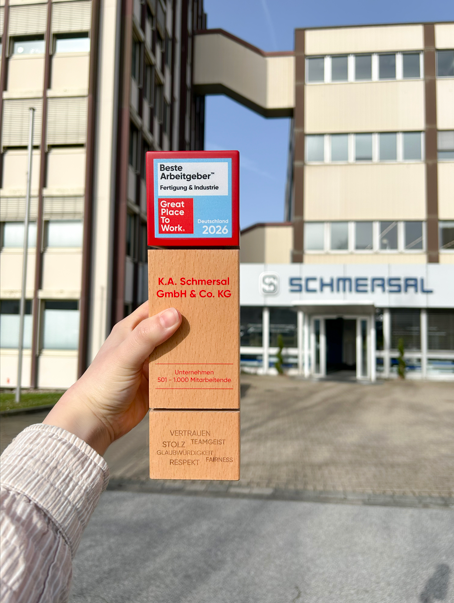 Beste
Arbeitgeber™
Fertigung & Industrie
Great
Place
To
Work.
Deutschland
2026
K.A. Schmersal
GmbH & Co. KG
Unternehmen
501 - 1.000 Mitarbeitende
VERTRAUEN
STOLZ TEAMGEIST
GLAUBWÜRDIGKEIT
RESPEKT FAIRNESS
SCHMERSAL